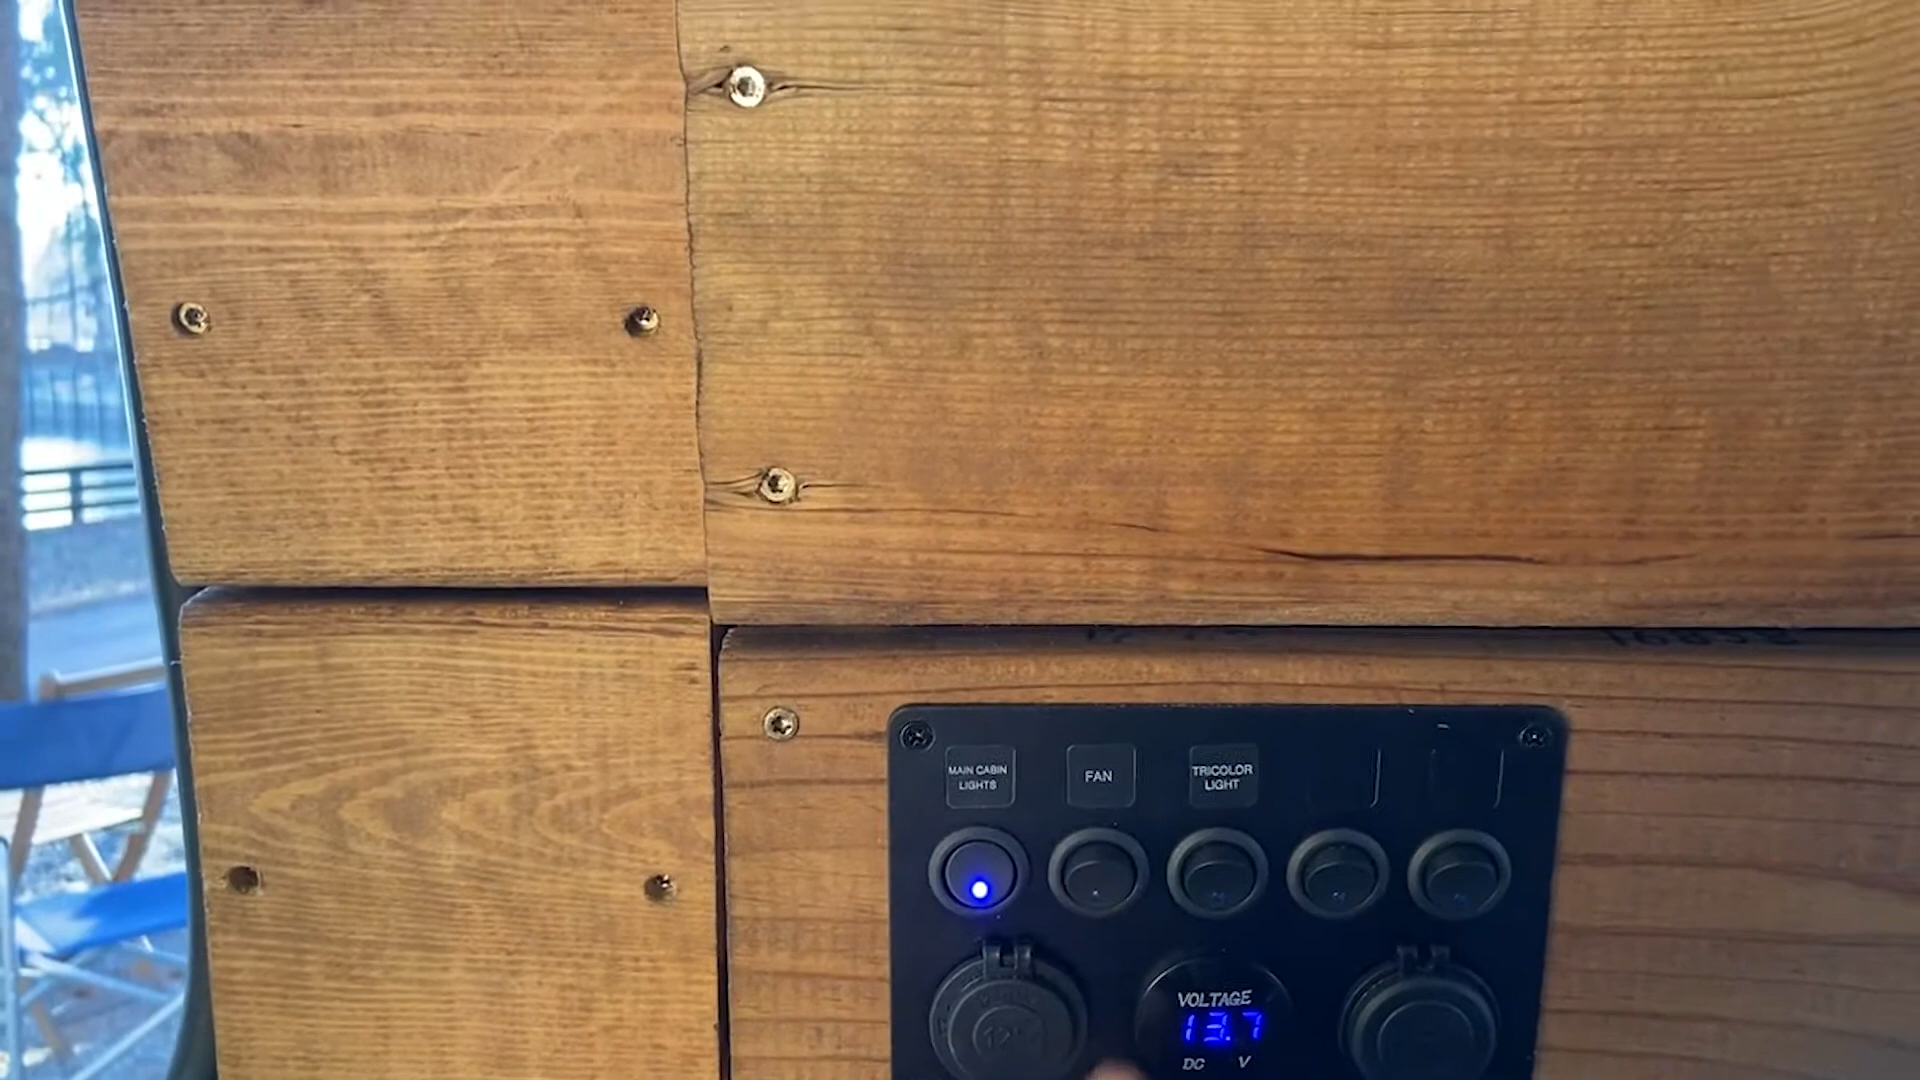 MAIN CABIN
LIGHTS
FAN
TRICOLOR
LIGHT
VOLTAGE
13.7
DC V